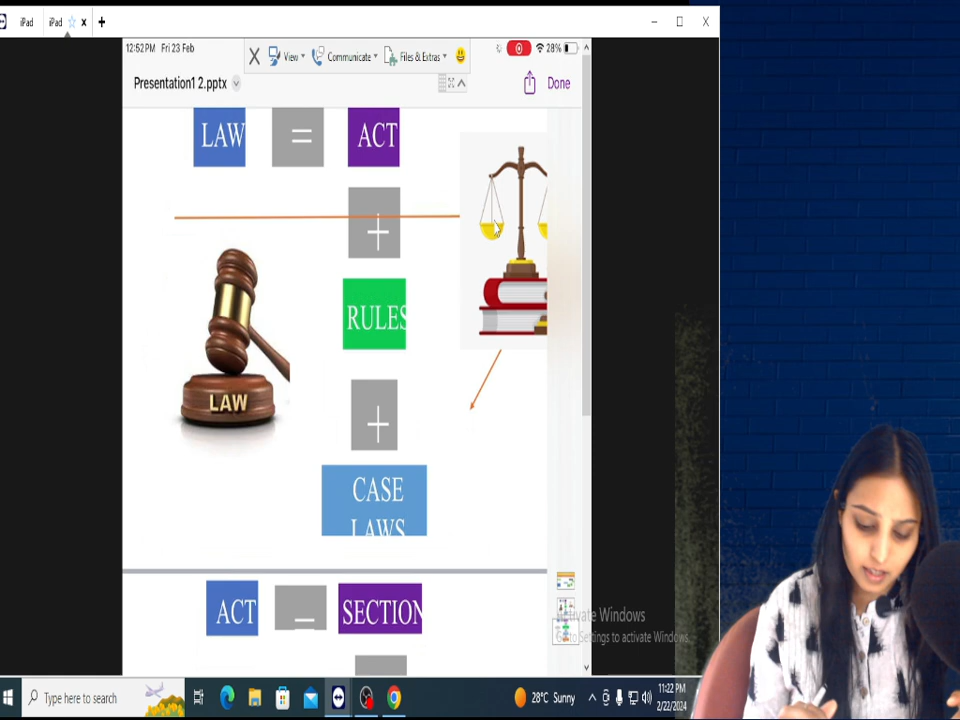 iPad
iPad
12:52PM Fri 23 Feb
View
Communicate
Files & Extras
28%
Presentation1 2.pptx
Done
LAW = ACT
+
RULES
+
LAW
CASE
LAWS
ACT = SECTION
Activate Windows
Go to Settings to activate Windows.
Type here to search
28°C Sunny
11:22 PM
2/22/2024